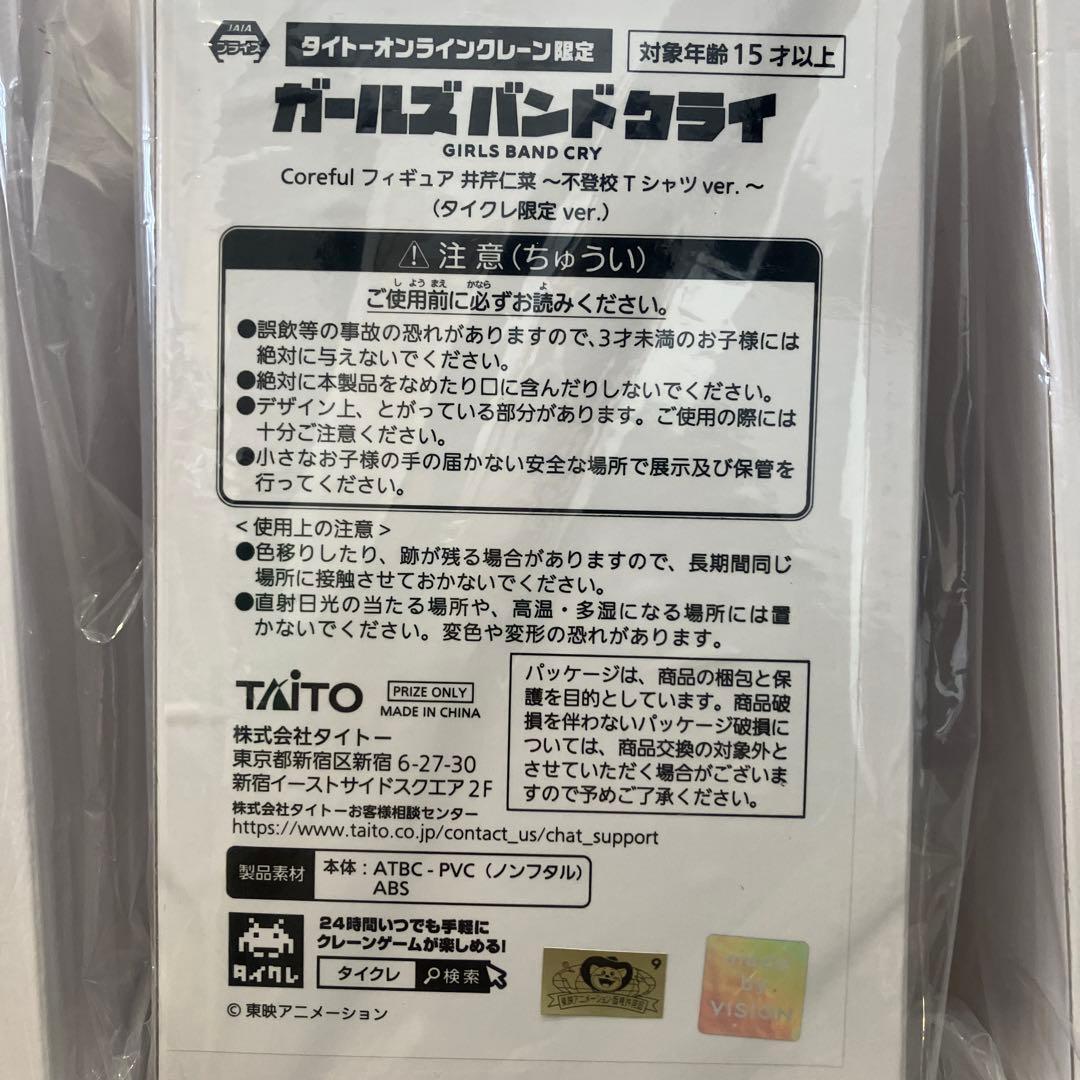 JAIA
プライズ
タイトーオンラインクレーン限定
対象年齢15才以上
ガールズバンドクライ
GIRLS BAND CRY
Coreful フィギュア 井芹仁菜 ～不登校Tシャツver.～
（タイクレ限定 ver.）
注意（ちゅうい）
しようまえ かなら よ
ご使用前に必ずお読みください。
●誤飲等の事故の恐れがありますので、3才未満のお子様には
絶対に与えないでください。
●絶対に本製品をなめたり口に含んだりしないでください。
●デザイン上、とがっている部分があります。ご使用の際には
十分ご注意ください。
●小さなお子様の手の届かない安全な場所で展示及び保管を
行ってください。
＜使用上の注意＞
●色移りしたり、跡が残る場合がありますので、長期間同じ
場所に接触させておかないでください。
●直射日光の当たる場所や、高温・多湿になる場所には置
かないでください。変色や変形の恐れがあります。
TAiTO
PRIZE ONLY
MADE IN CHINA
株式会社タイトー
東京都新宿区新宿 6-27-30
新宿イーストサイドスクエア 2F
株式会社タイトーお客様相談センター
https://www.taito.co.jp/contact_us/chat_support
パッケージは、商品の梱包と保
護を目的としています。商品破
損を伴わないパッケージ破損に
ついては、商品交換の対象外と
させていただく場合がございま
すので予めご了承ください。
製品素材
本体：ATBC - PVC（ノンフタル）
ABS
タイクレ
24時間いつでも手軽に
クレーンゲームが楽しめる!
タイクレ 検索
© 東映アニメーション
9
東映アニメーション版権許諾証
made
by
VISION